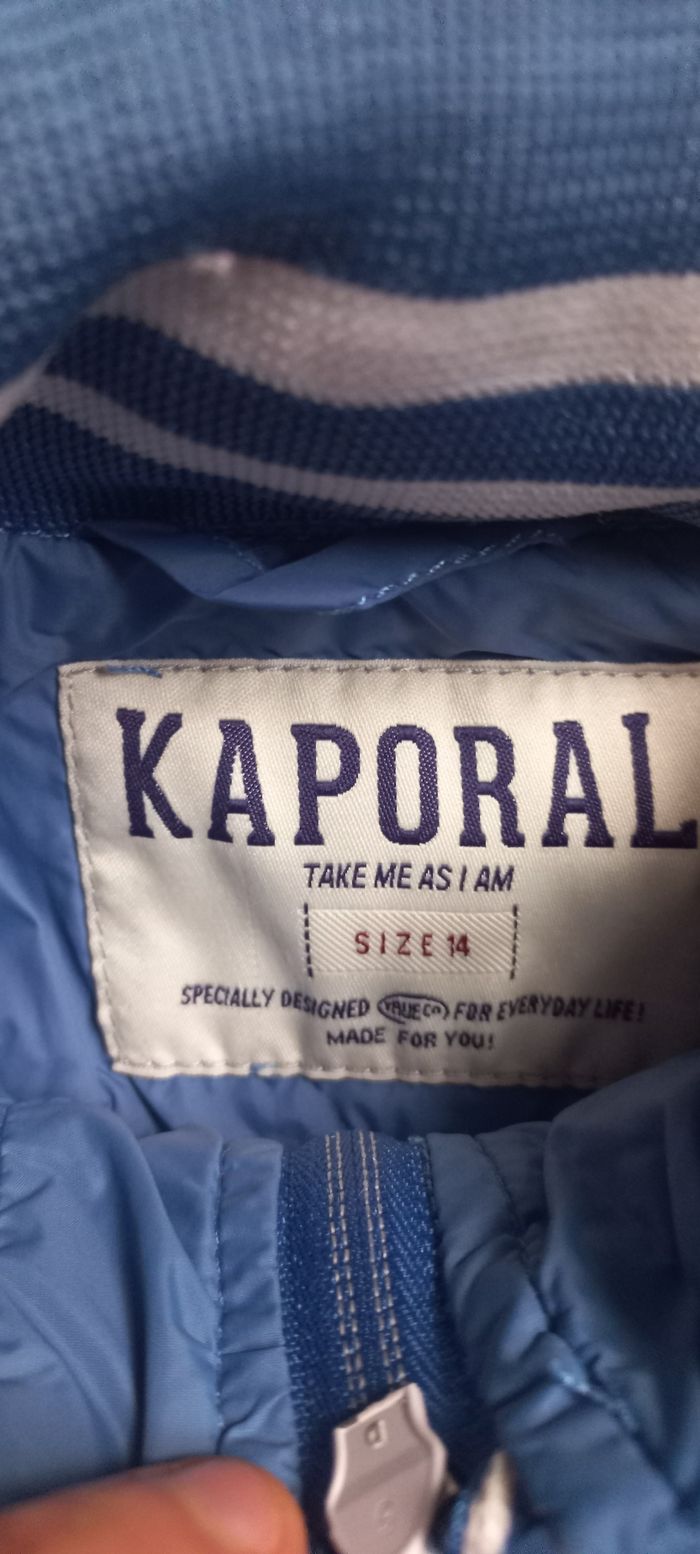 KAPORAL
TAKE ME AS I AM
SIZE 14
SPECIALLY DESIGNED FOR EVERYDAY LIFE!
MADE FOR YOU!